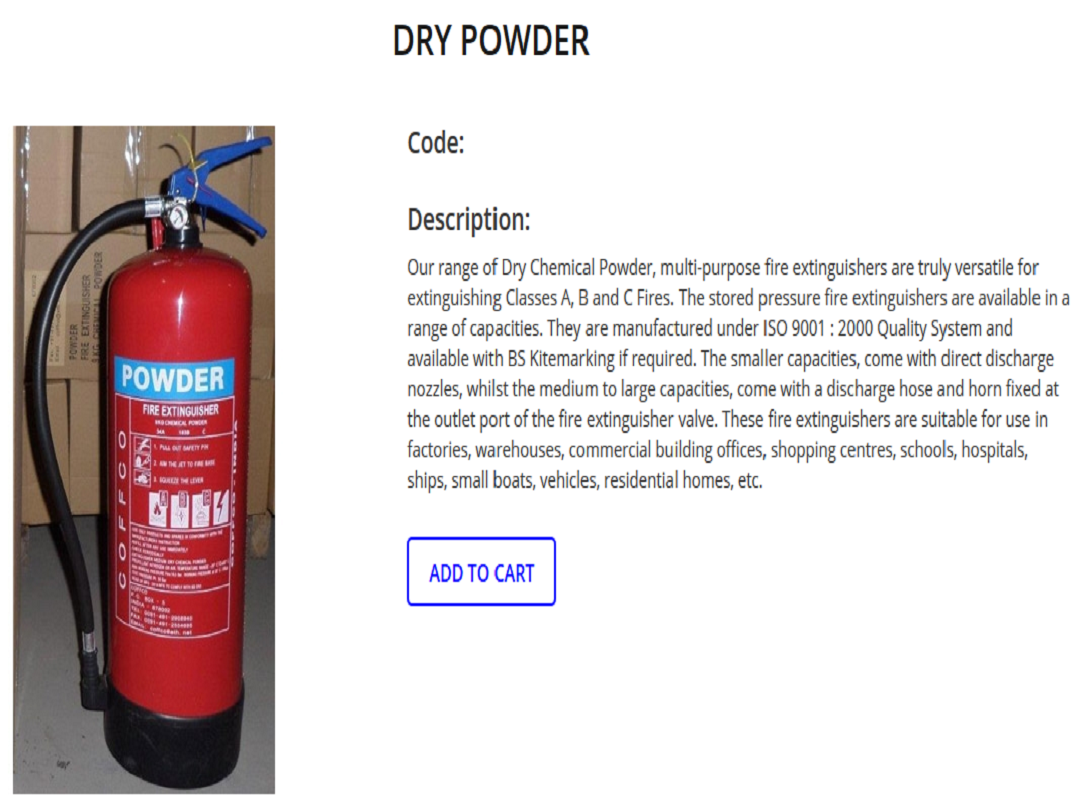 DRY POWDER
Code:
Description:
Our range of Dry Chemical Powder, multi-purpose fire extinguishers are truly versatile for
extinguishing Classes A, B and C Fires. The stored pressure fire extinguishers are available in a
range of capacities. They are manufactured under ISO 9001 : 2000 Quality System and
available with BS Kitemarking if required. The smaller capacities, come with direct discharge
nozzles, whilst the medium to large capacities, come with a discharge hose and horn fixed at
the outlet port of the fire extinguisher valve. These fire extinguishers are suitable for use in
factories, warehouses, commercial building offices, shopping centres, schools, hospitals,
ships, small boats, vehicles, residential homes, etc.
ADD TO CART
POWDER
FIRE EXTINGUISHER
CHEMICAL POWDER
POWDER
FIRE EXTINGUISHER
CHEMICAL POWDER
1. PULL OUT SAFETY PIN
2. AIM THE JET TO FIRE BASE
3. SQUEEZE THE LEVER
COFFCO